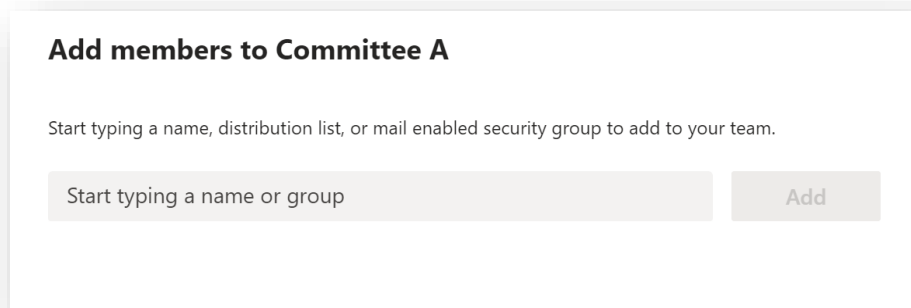 Add members to Committee A
Start typing a name, distribution list, or mail enabled security group to add to your team.
Start typing a name or group
Add